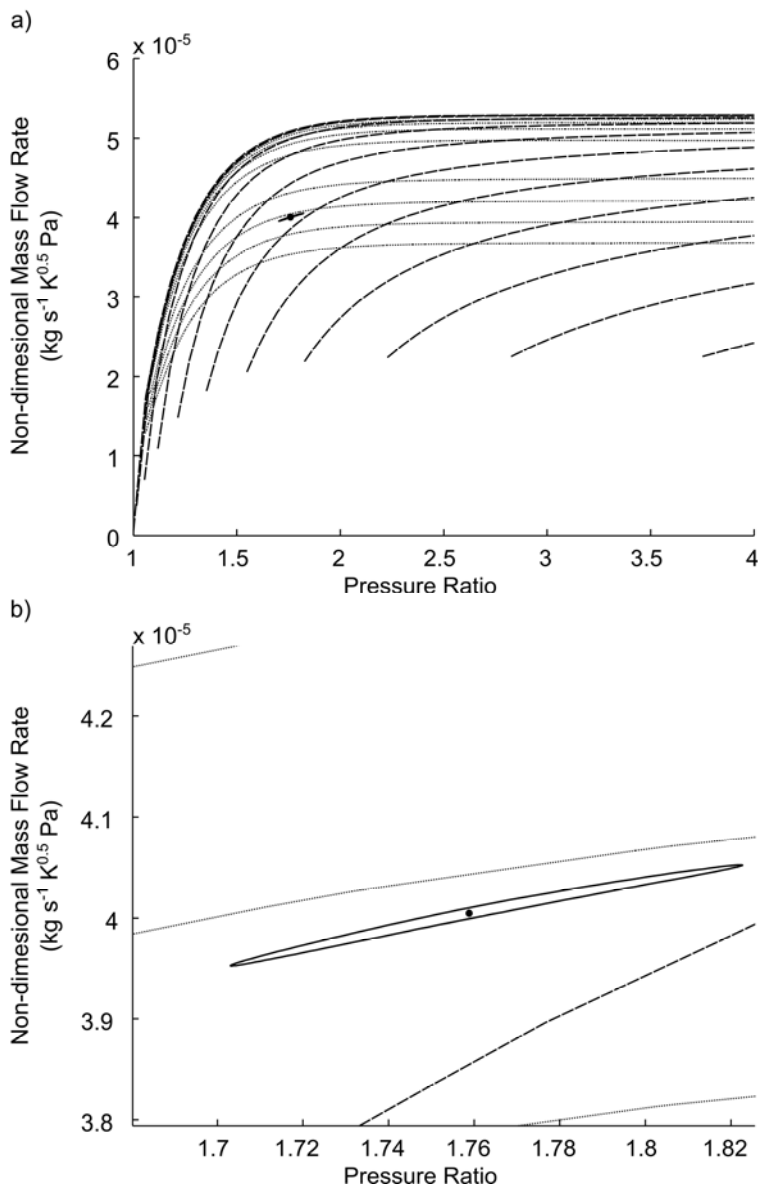 a)
x 10-5
6
5
4
3
2
1
0
1 1.5 2 2.5 3 3.5 4
Pressure Ratio
Non-dimesional Mass Flow Rate
(kg s-1 K0.5 Pa)
b)
x 10-5
4.2
4.1
4
3.9
3.8
1.7 1.72 1.74 1.76 1.78 1.8 1.82
Pressure Ratio
Non-dimesional Mass Flow Rate
(kg s-1 K0.5 Pa)